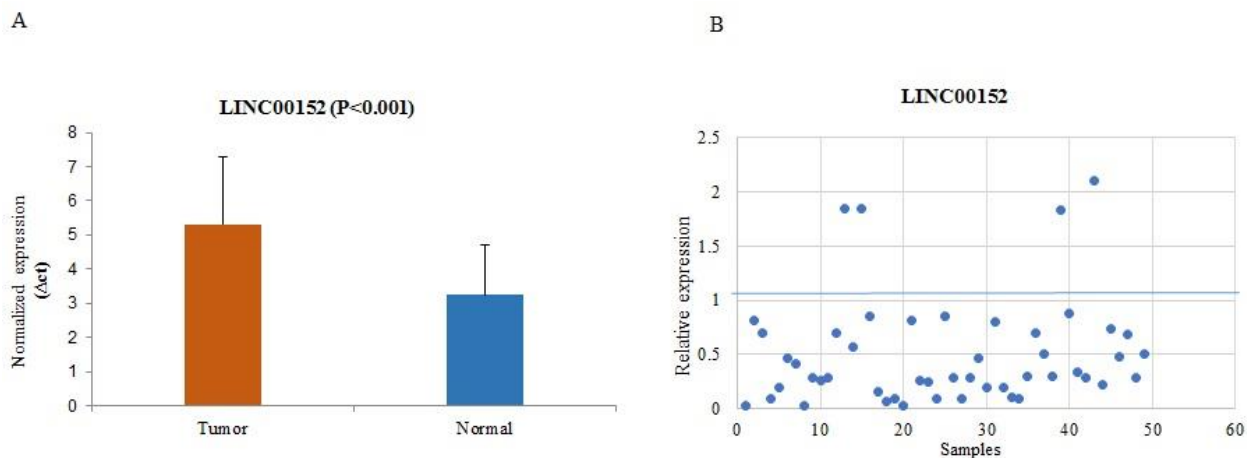 A
LINC00152 (P<0.001)
8
7
6
5
4
3
2
1
0
Normalized expression
(Δct)
Tumor Normal
B
LINC00152
2.5
2
1.5
1
0.5
0
Relative expression
0 10 20 30 40 50 60
Samples